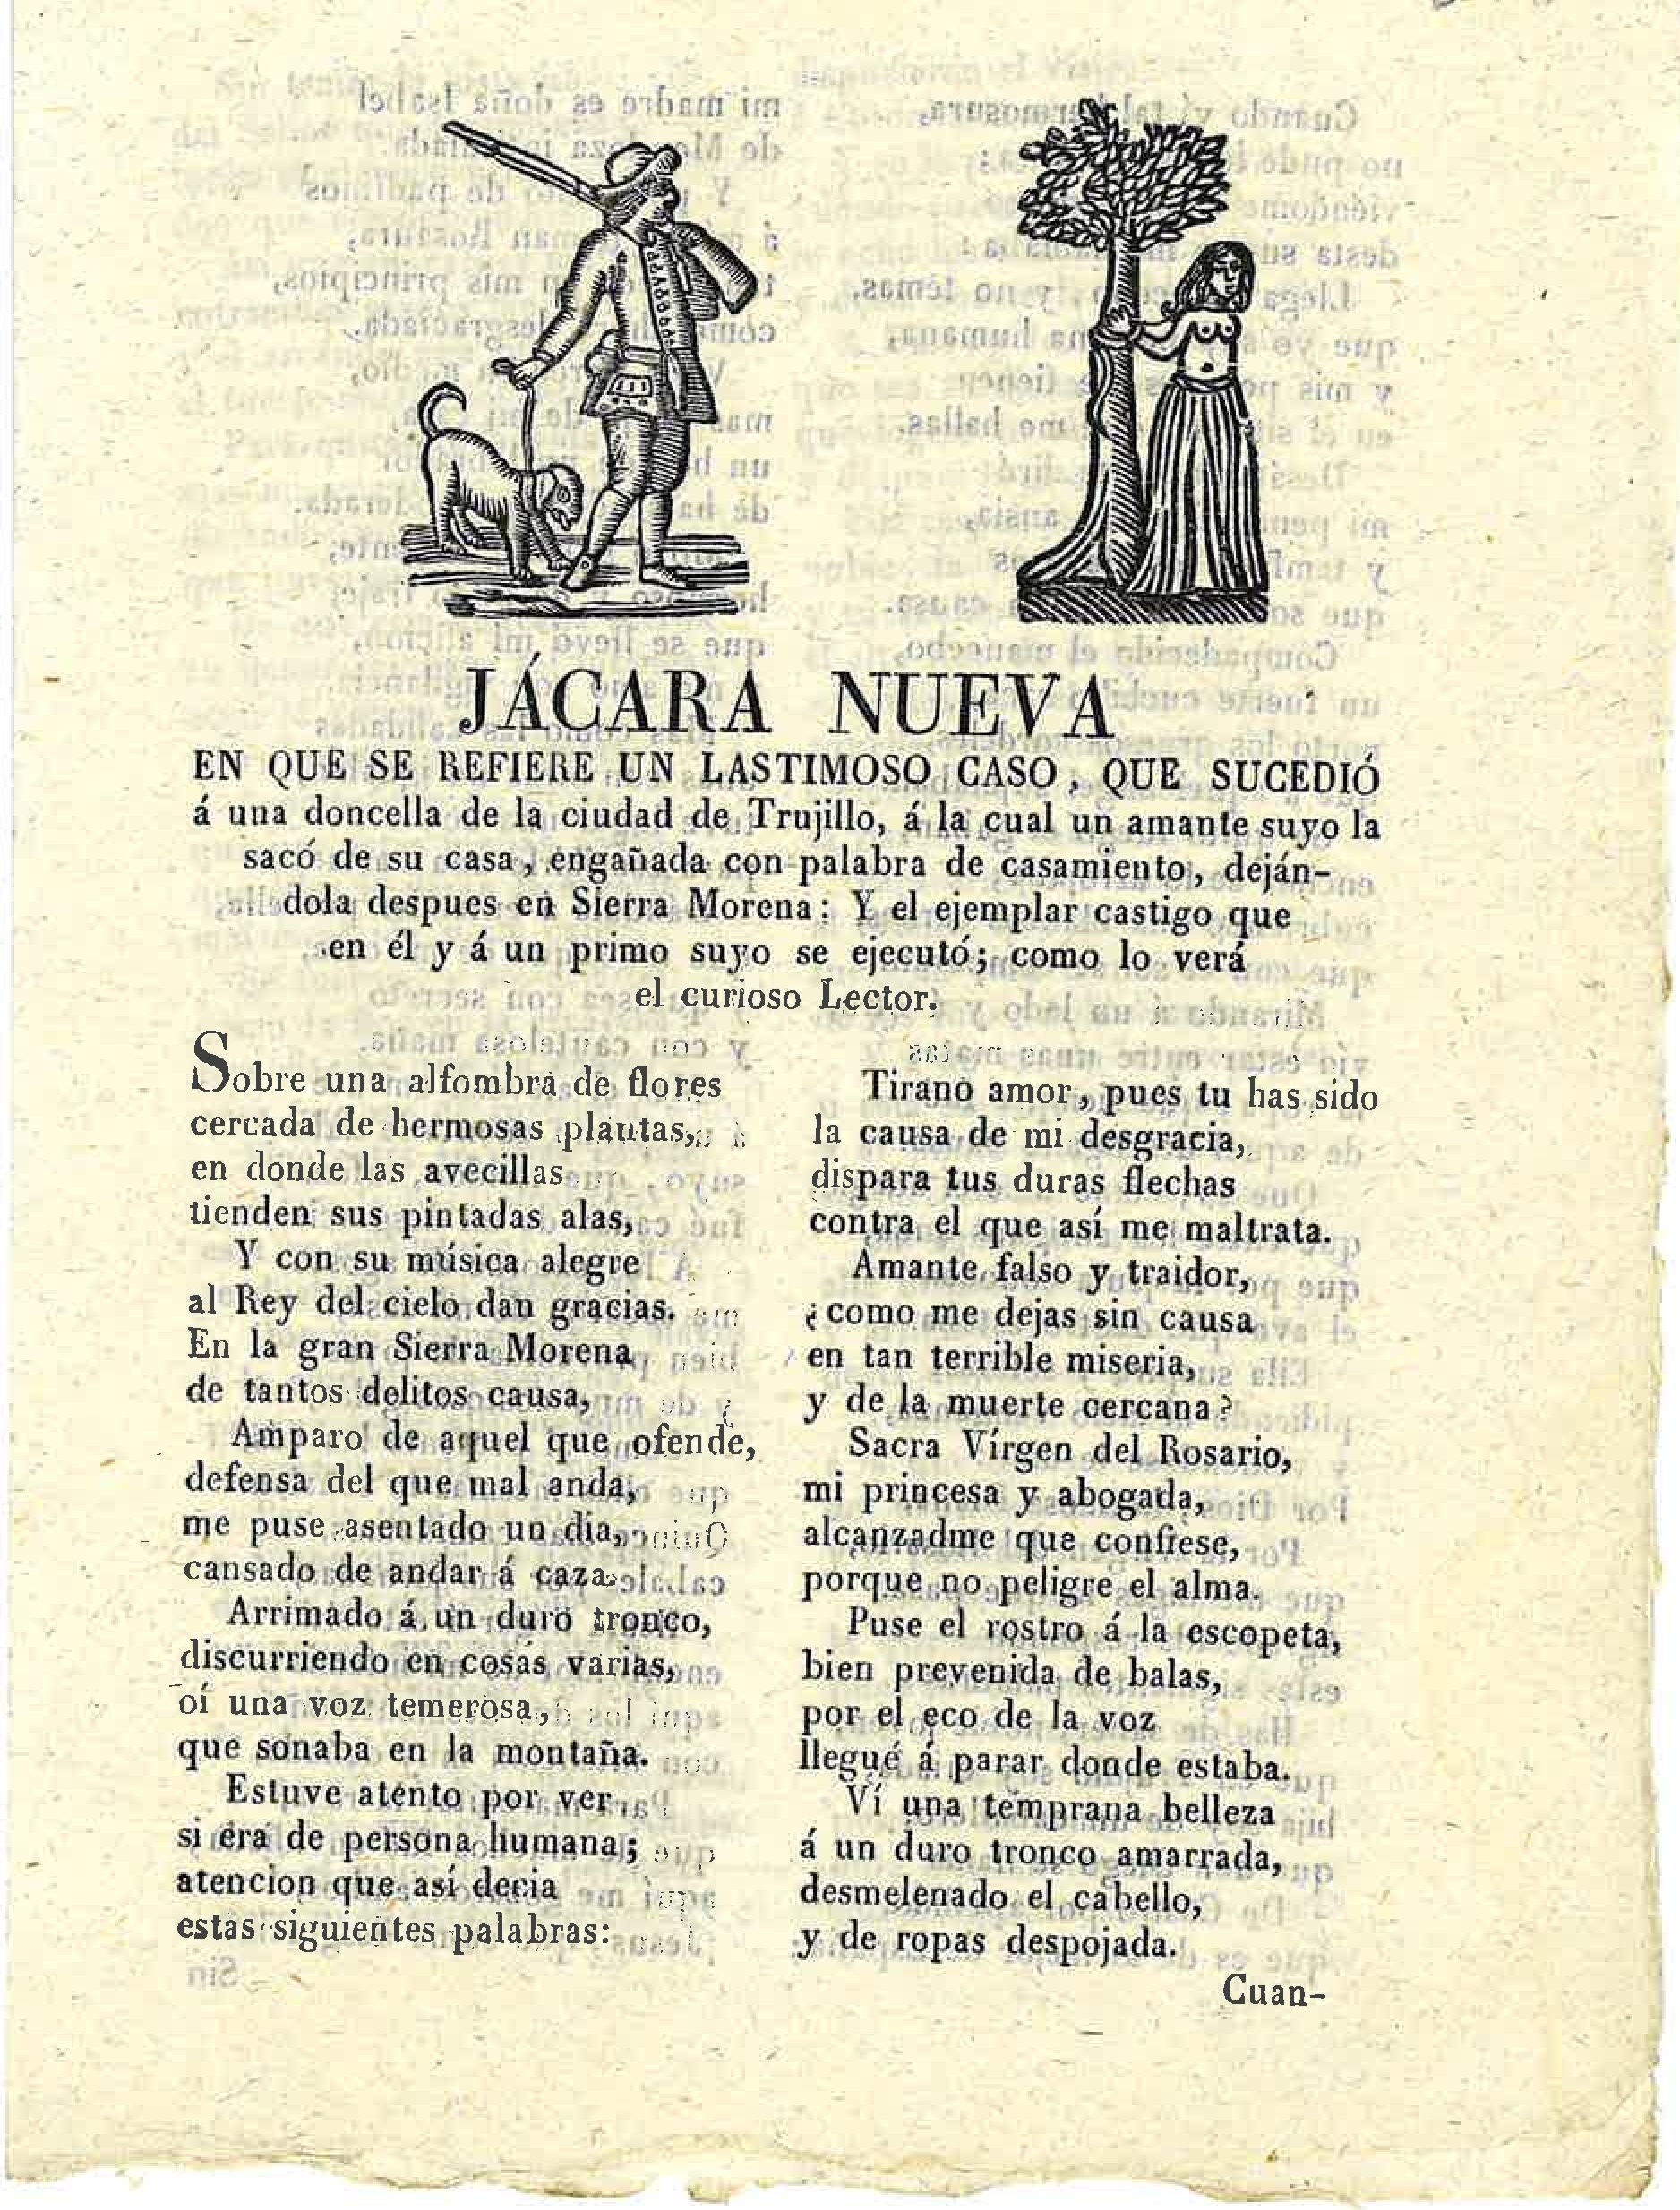 JÁCARA NUEVA
EN QUE SE REFIERE UN LASTIMOSO CASO, QUE SUCEDIÓ
á una doncella de la ciudad de Trujillo, á la cual un amante suyo la
sacó de su casa, engañada con palabra de casamiento, deján-
dola despues en Sierra Morena: Y el ejemplar castigo que
en él y á un primo suyo se ejecutó; como lo verá
el curioso Lector.
Sobre una alfombra de flores
cercada de hermosas plantas,
en donde las avecillas
tienden sus pintadas alas,
Y con su música alegre
al Rey del cielo dan gracias.
En la gran Sierra Morena
de tantos delitos causa,
Amparo de aquel que ofende,
defensa del que mal anda,
me puse asentado un día,
cansado de andar á caza
Arrimado á un duro tronco,
discurriendo en cosas varias,
oí una voz temerosa,
que sonaba en la montaña.
Estuve atento por ver
si era de persona humana;
atencion que así decia
estas siguientes palabras:
Tirano amor, pues tu has sido
la causa de mi desgracia,
dispara tus duras flechas
contra el que así me maltrata.
Amante falso y traidor,
¿como me dejas sin causa
en tan terrible miseria,
y de la muerte cercana?
Sacra Vírgen del Rosario,
mi princesa y abogada,
alcanzadme que confiese,
porque no peligre el alma.
Puse el rostro á la escopeta,
bien prevenida de balas,
por el eco de la voz
llegué á parar donde estaba.
Ví una temprana belleza
á un duro tronco amarrada,
desmelenado el cabello,
y de ropas despojada.
Cuan-